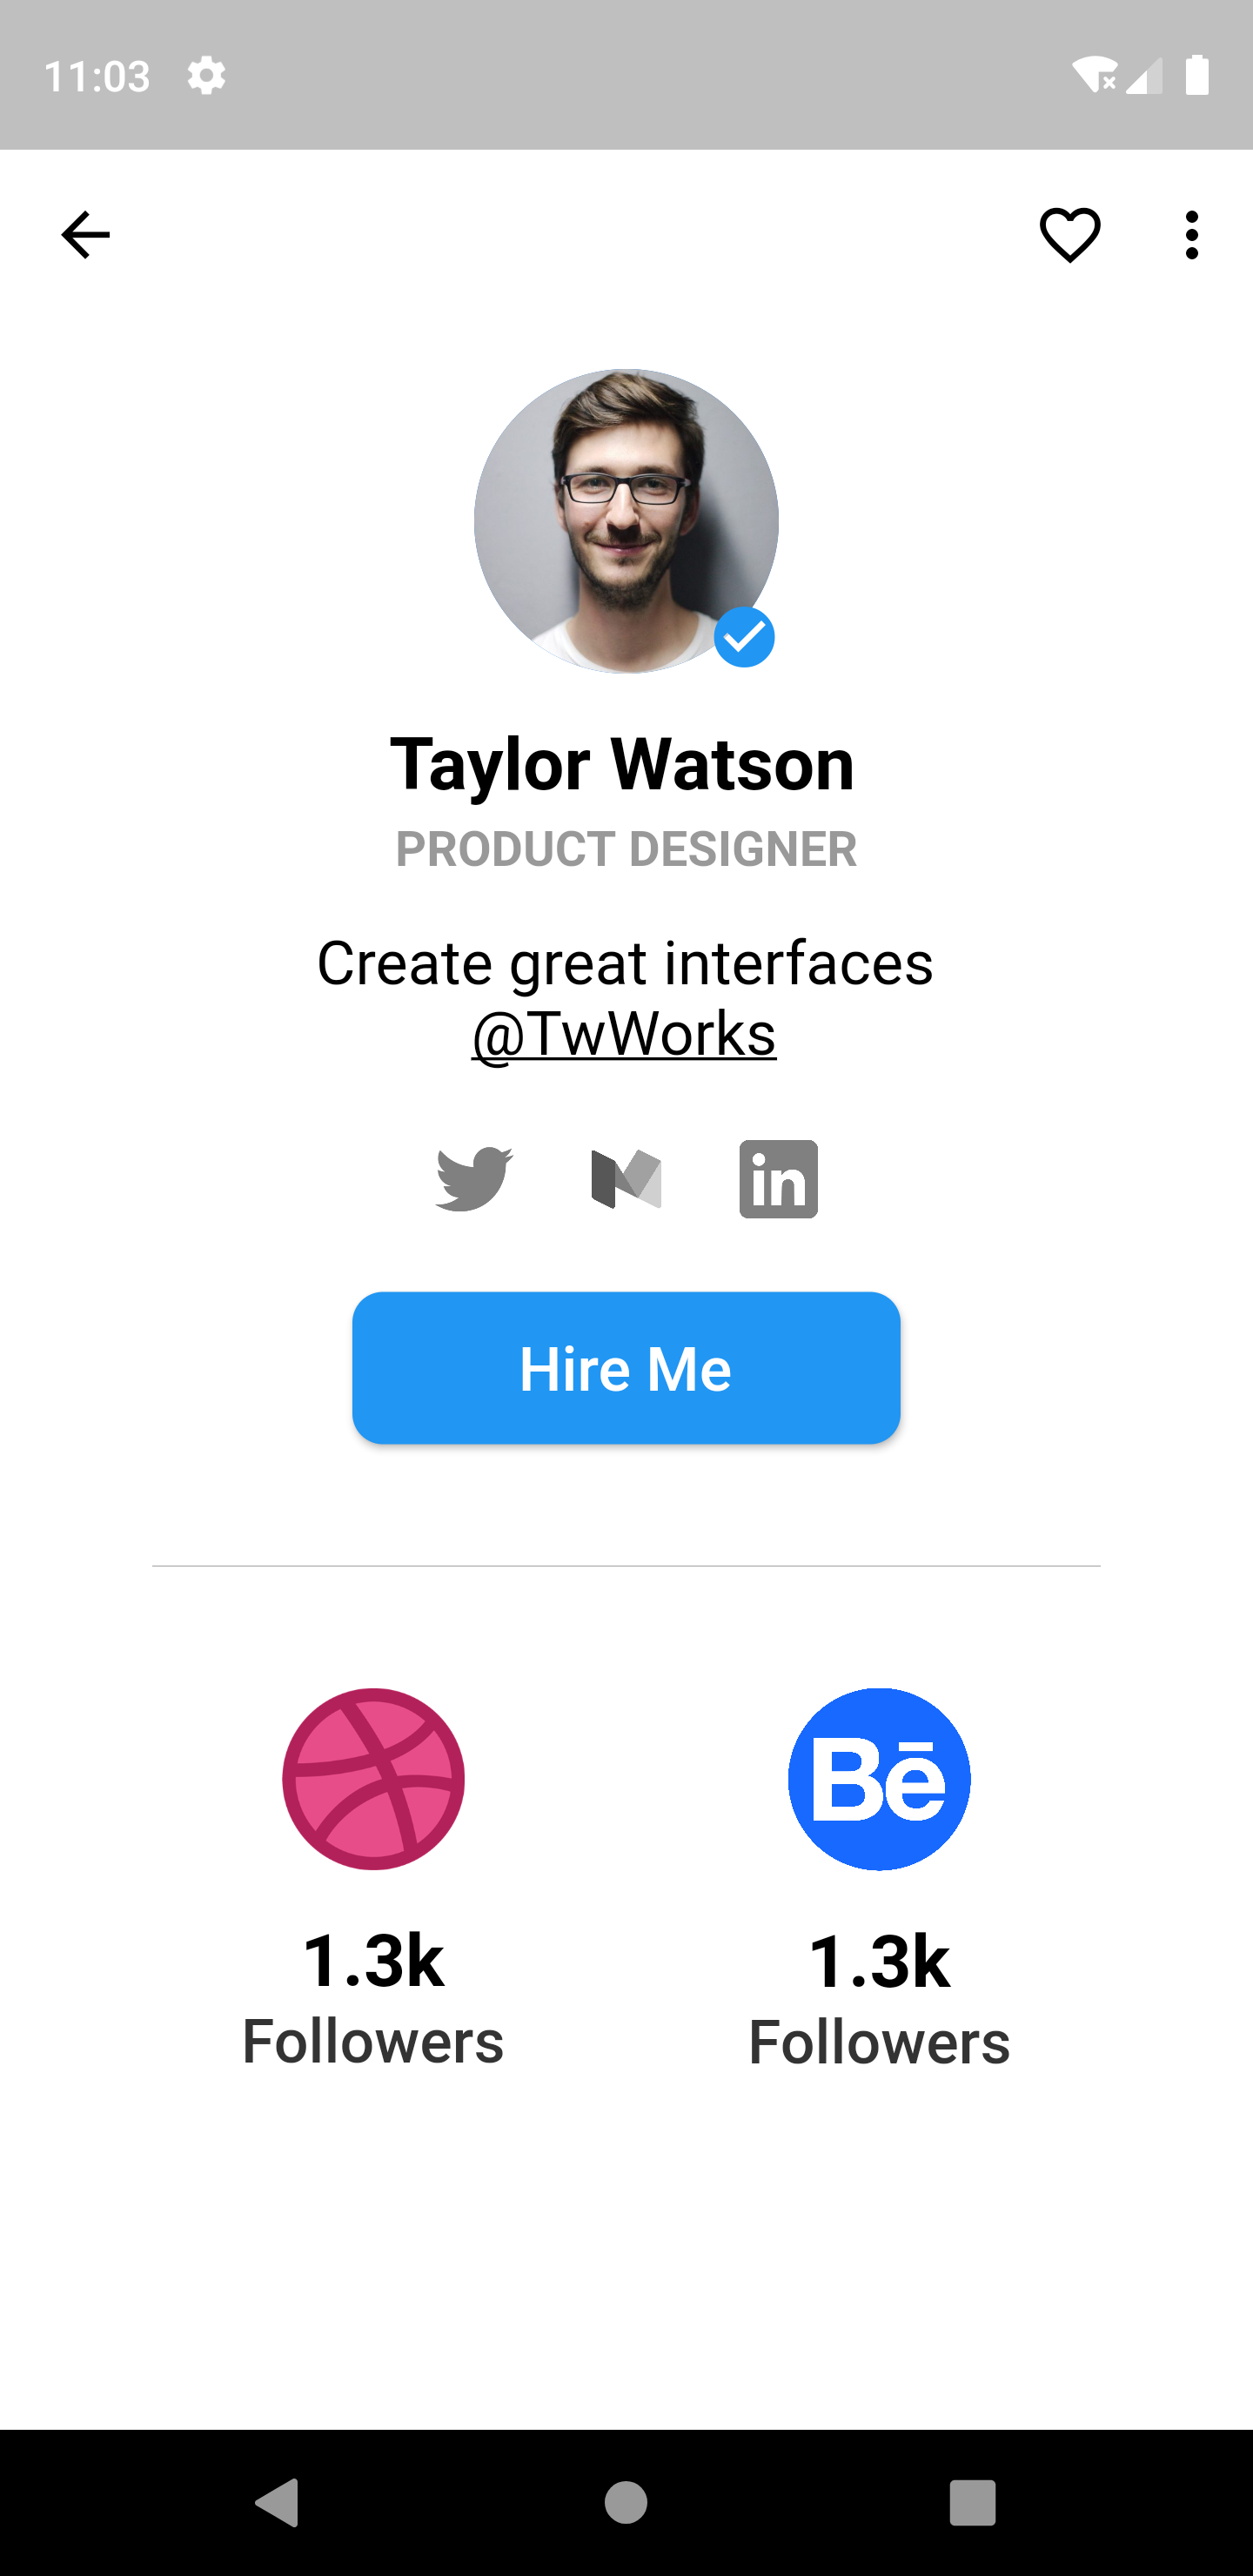 11:03
Taylor Watson
PRODUCT DESIGNER
Create great interfaces
@TwWorks
in
Hire Me
Bē
1.3k
Followers
1.3k
Followers